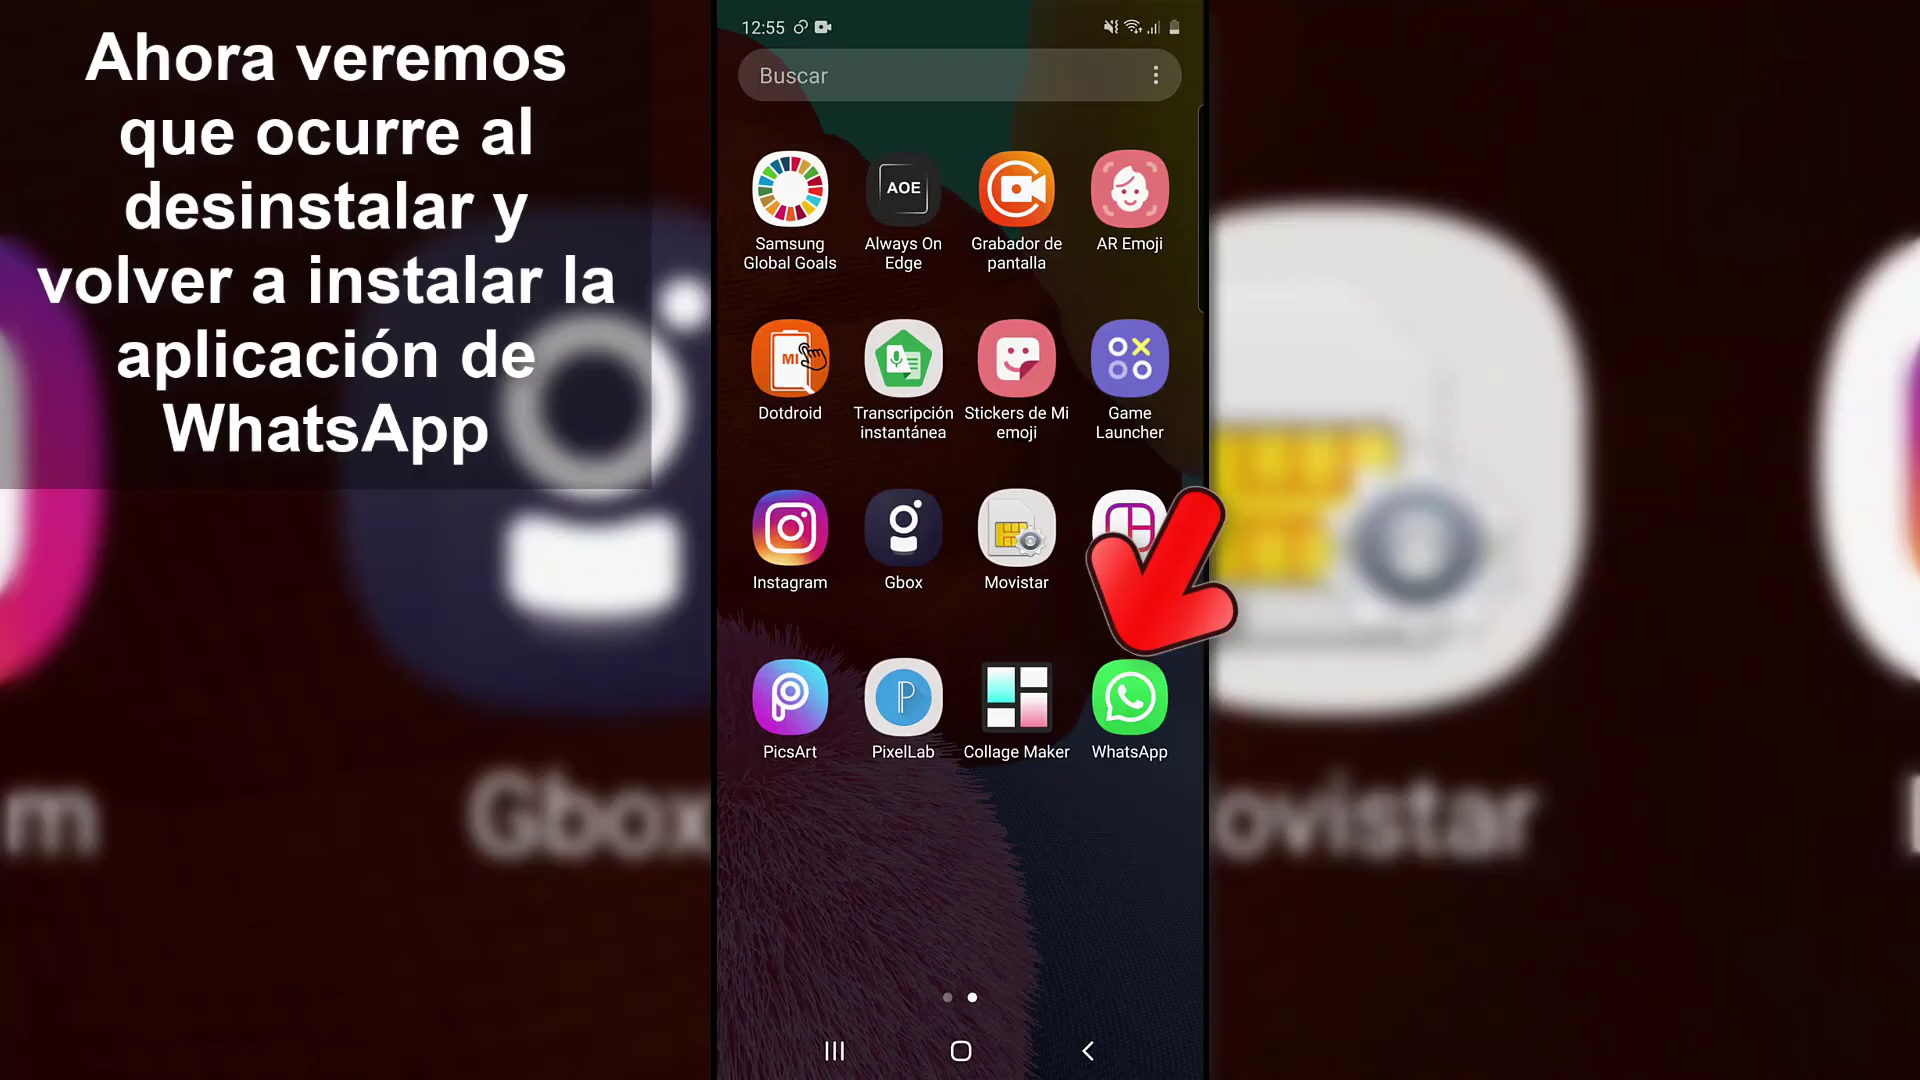 Ahora veremos
que ocurre al
desinstalar y
volver a instalar la
aplicación de
WhatsApp
12:55
Buscar
AOE
Samsung
Global Goals
Always On
Edge
Grabador de
pantalla
AR Emoji
MI
Dotdroid
Transcripción
instantánea
Stickers de Mi
emoji
Game
Launcher
Instagram
Gbox
Movistar
PicsArt
PixelLab
Collage Maker
WhatsApp
m
Gbox
ovistar